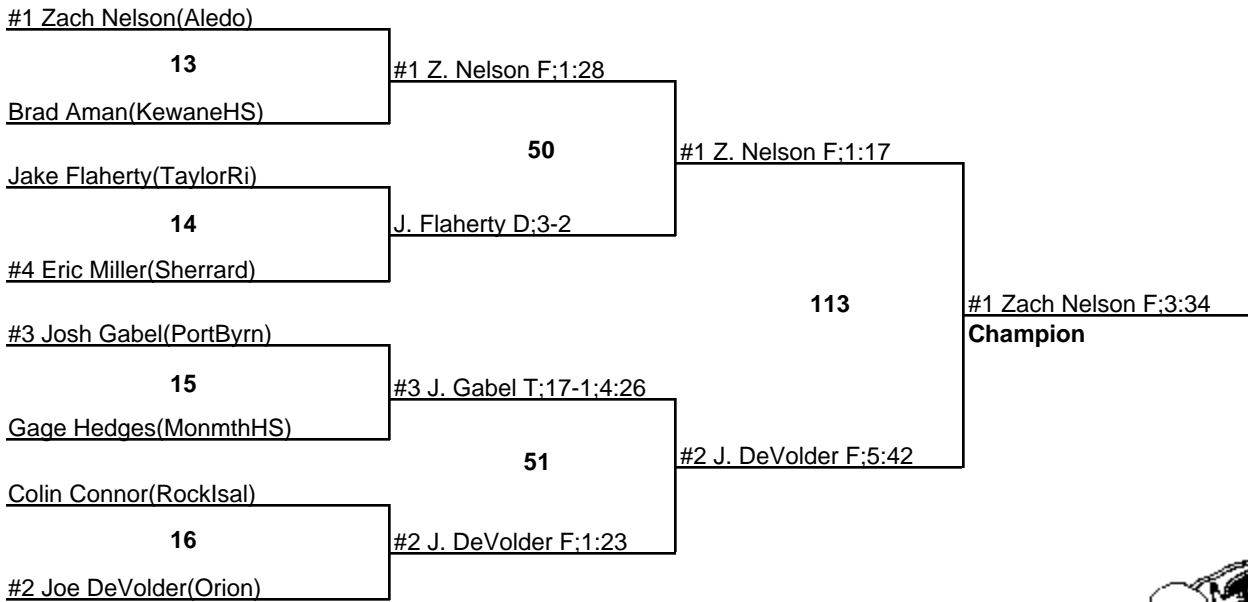 #1 Zach Nelson(Aledo)
13
#1 Z. Nelson F;1:28
Brad Aman(KewaneHS)
50
#1 Z. Nelson F;1:17
Jake Flaherty(TaylorRi)
14
J. Flaherty D;3-2
#4 Eric Miller(Sherrard)
113
#1 Zach Nelson F;3:34
Champion
#3 Josh Gabel(PortByrn)
15
#3 J. Gabel T;17-1;4:26
Gage Hedges(MonmthHS)
51
#2 J. DeVolder F;5:42
Colin Connor(RockIsal)
16
#2 J. DeVolder F;1:23
#2 Joe DeVolder(Orion)